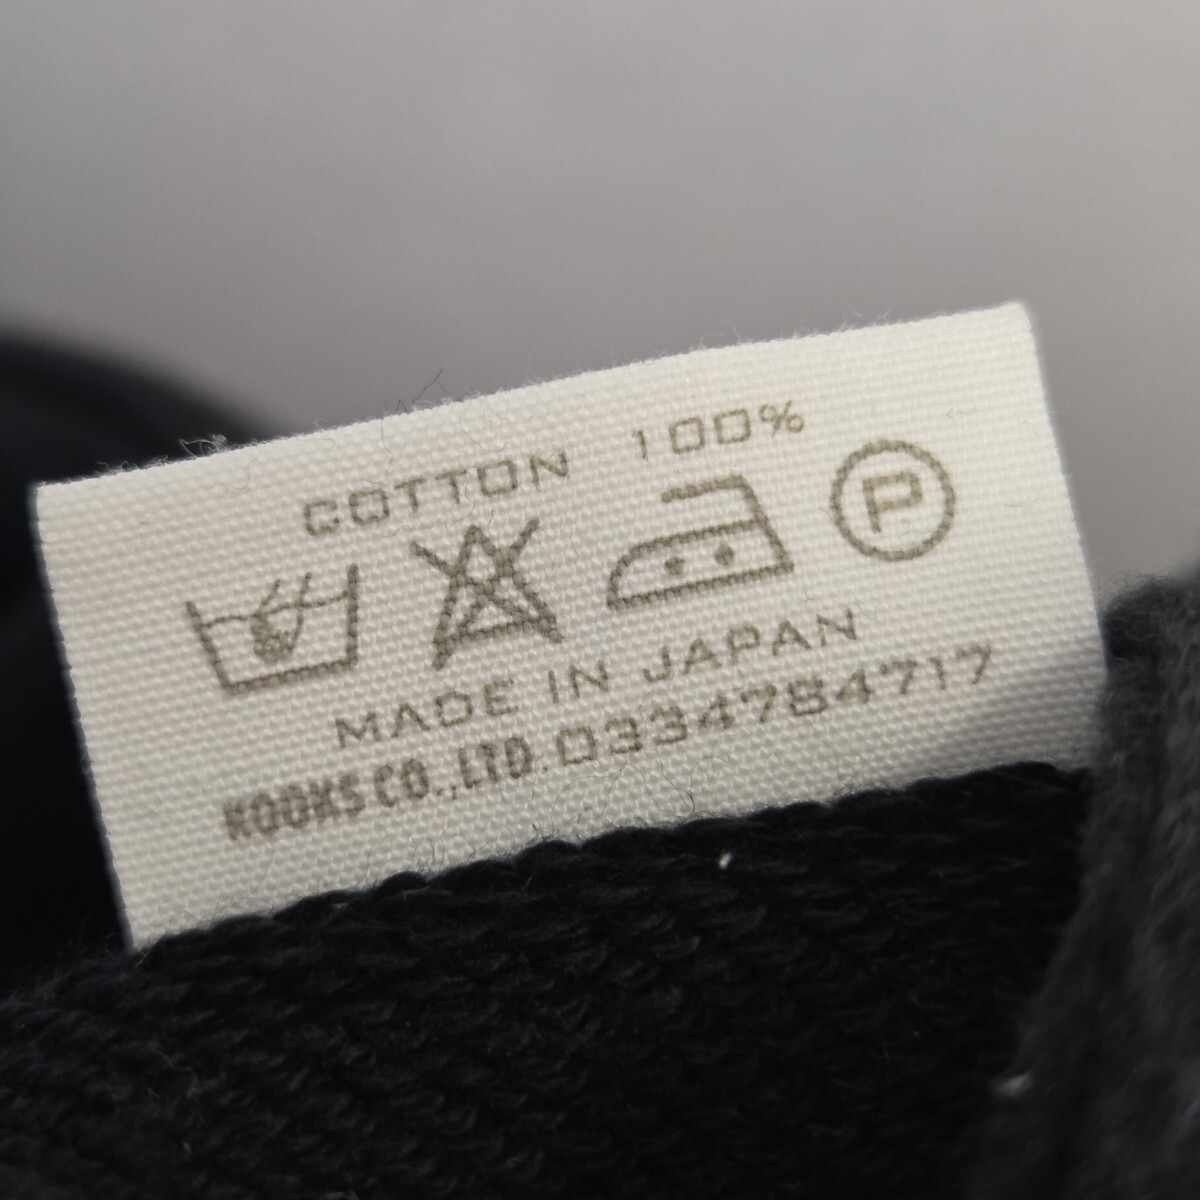 COTTON 100%
P
MADE IN JAPAN
KOOKS CO.,LTD. 0334784717